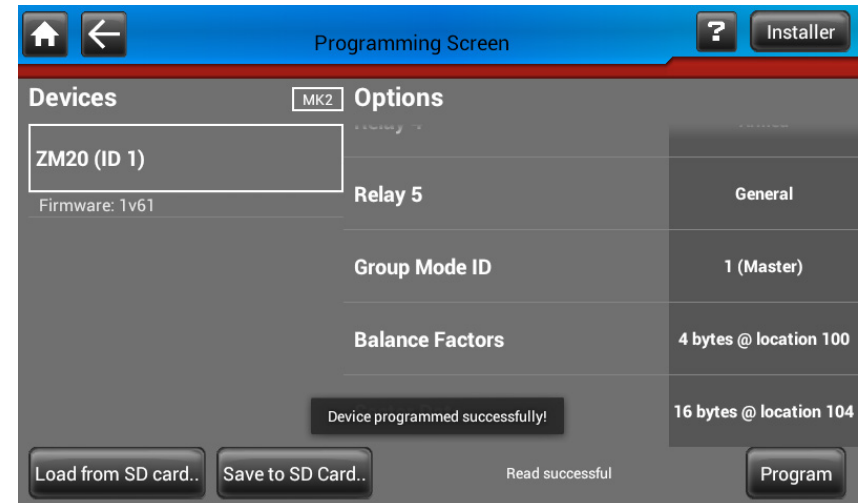 Programming Screen
?
Installer
Devices
MK2
Options
ZM20 (ID 1)
Firmware: 1v61
Relay 5
General
Group Mode ID
1 (Master)
Balance Factors
4 bytes @ location 100
Device programmed successfully!
16 bytes @ location 104
Load from SD card..
Save to SD Card..
Read successful
Program